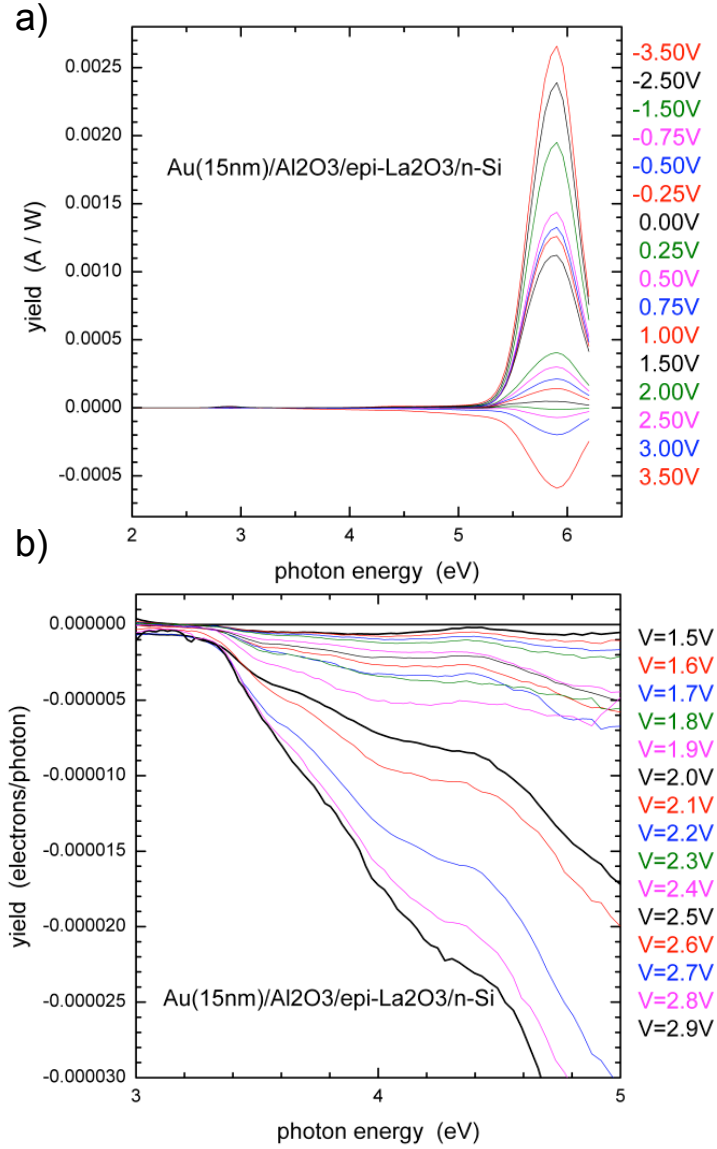 a)
0.0025
0.0020
0.0015
0.0010
0.0005
0.0000
-0.0005
yield (A / W)
Au(15nm)/Al2O3/epi-La2O3/n-Si
2
3
4
5
6
photon energy (eV)
-3.50V
-2.50V
-1.50V
-0.75V
-0.50V
-0.25V
0.00V
0.25V
0.50V
0.75V
1.00V
1.50V
2.00V
2.50V
3.00V
3.50V
b)
0.000000
-0.000005
-0.000010
-0.000015
-0.000020
-0.000025
-0.000030
yield (electrons/photon)
Au(15nm)/Al2O3/epi-La2O3/n-Si
3
4
5
photon energy (eV)
V=1.5V
V=1.6V
V=1.7V
V=1.8V
V=1.9V
V=2.0V
V=2.1V
V=2.2V
V=2.3V
V=2.4V
V=2.5V
V=2.6V
V=2.7V
V=2.8V
V=2.9V